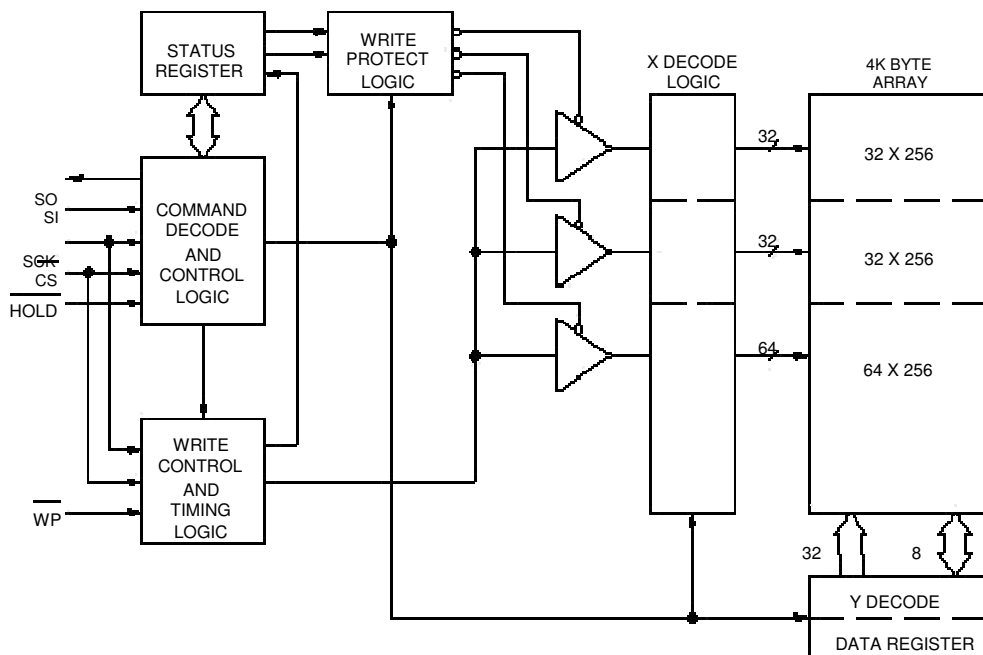 STATUS
REGISTER
WRITE
PROTECT
LOGIC
X DECODE
LOGIC
4K BYTE
ARRAY
SO
SI
SCK
CS
HOLD
COMMAND
DECODE
AND
CONTROL
LOGIC
32
32 X 256
32
32 X 256
64
64 X 256
WRITE
CONTROL
AND
TIMING
LOGIC
WP
32
8
Y DECODE
DATA REGISTER